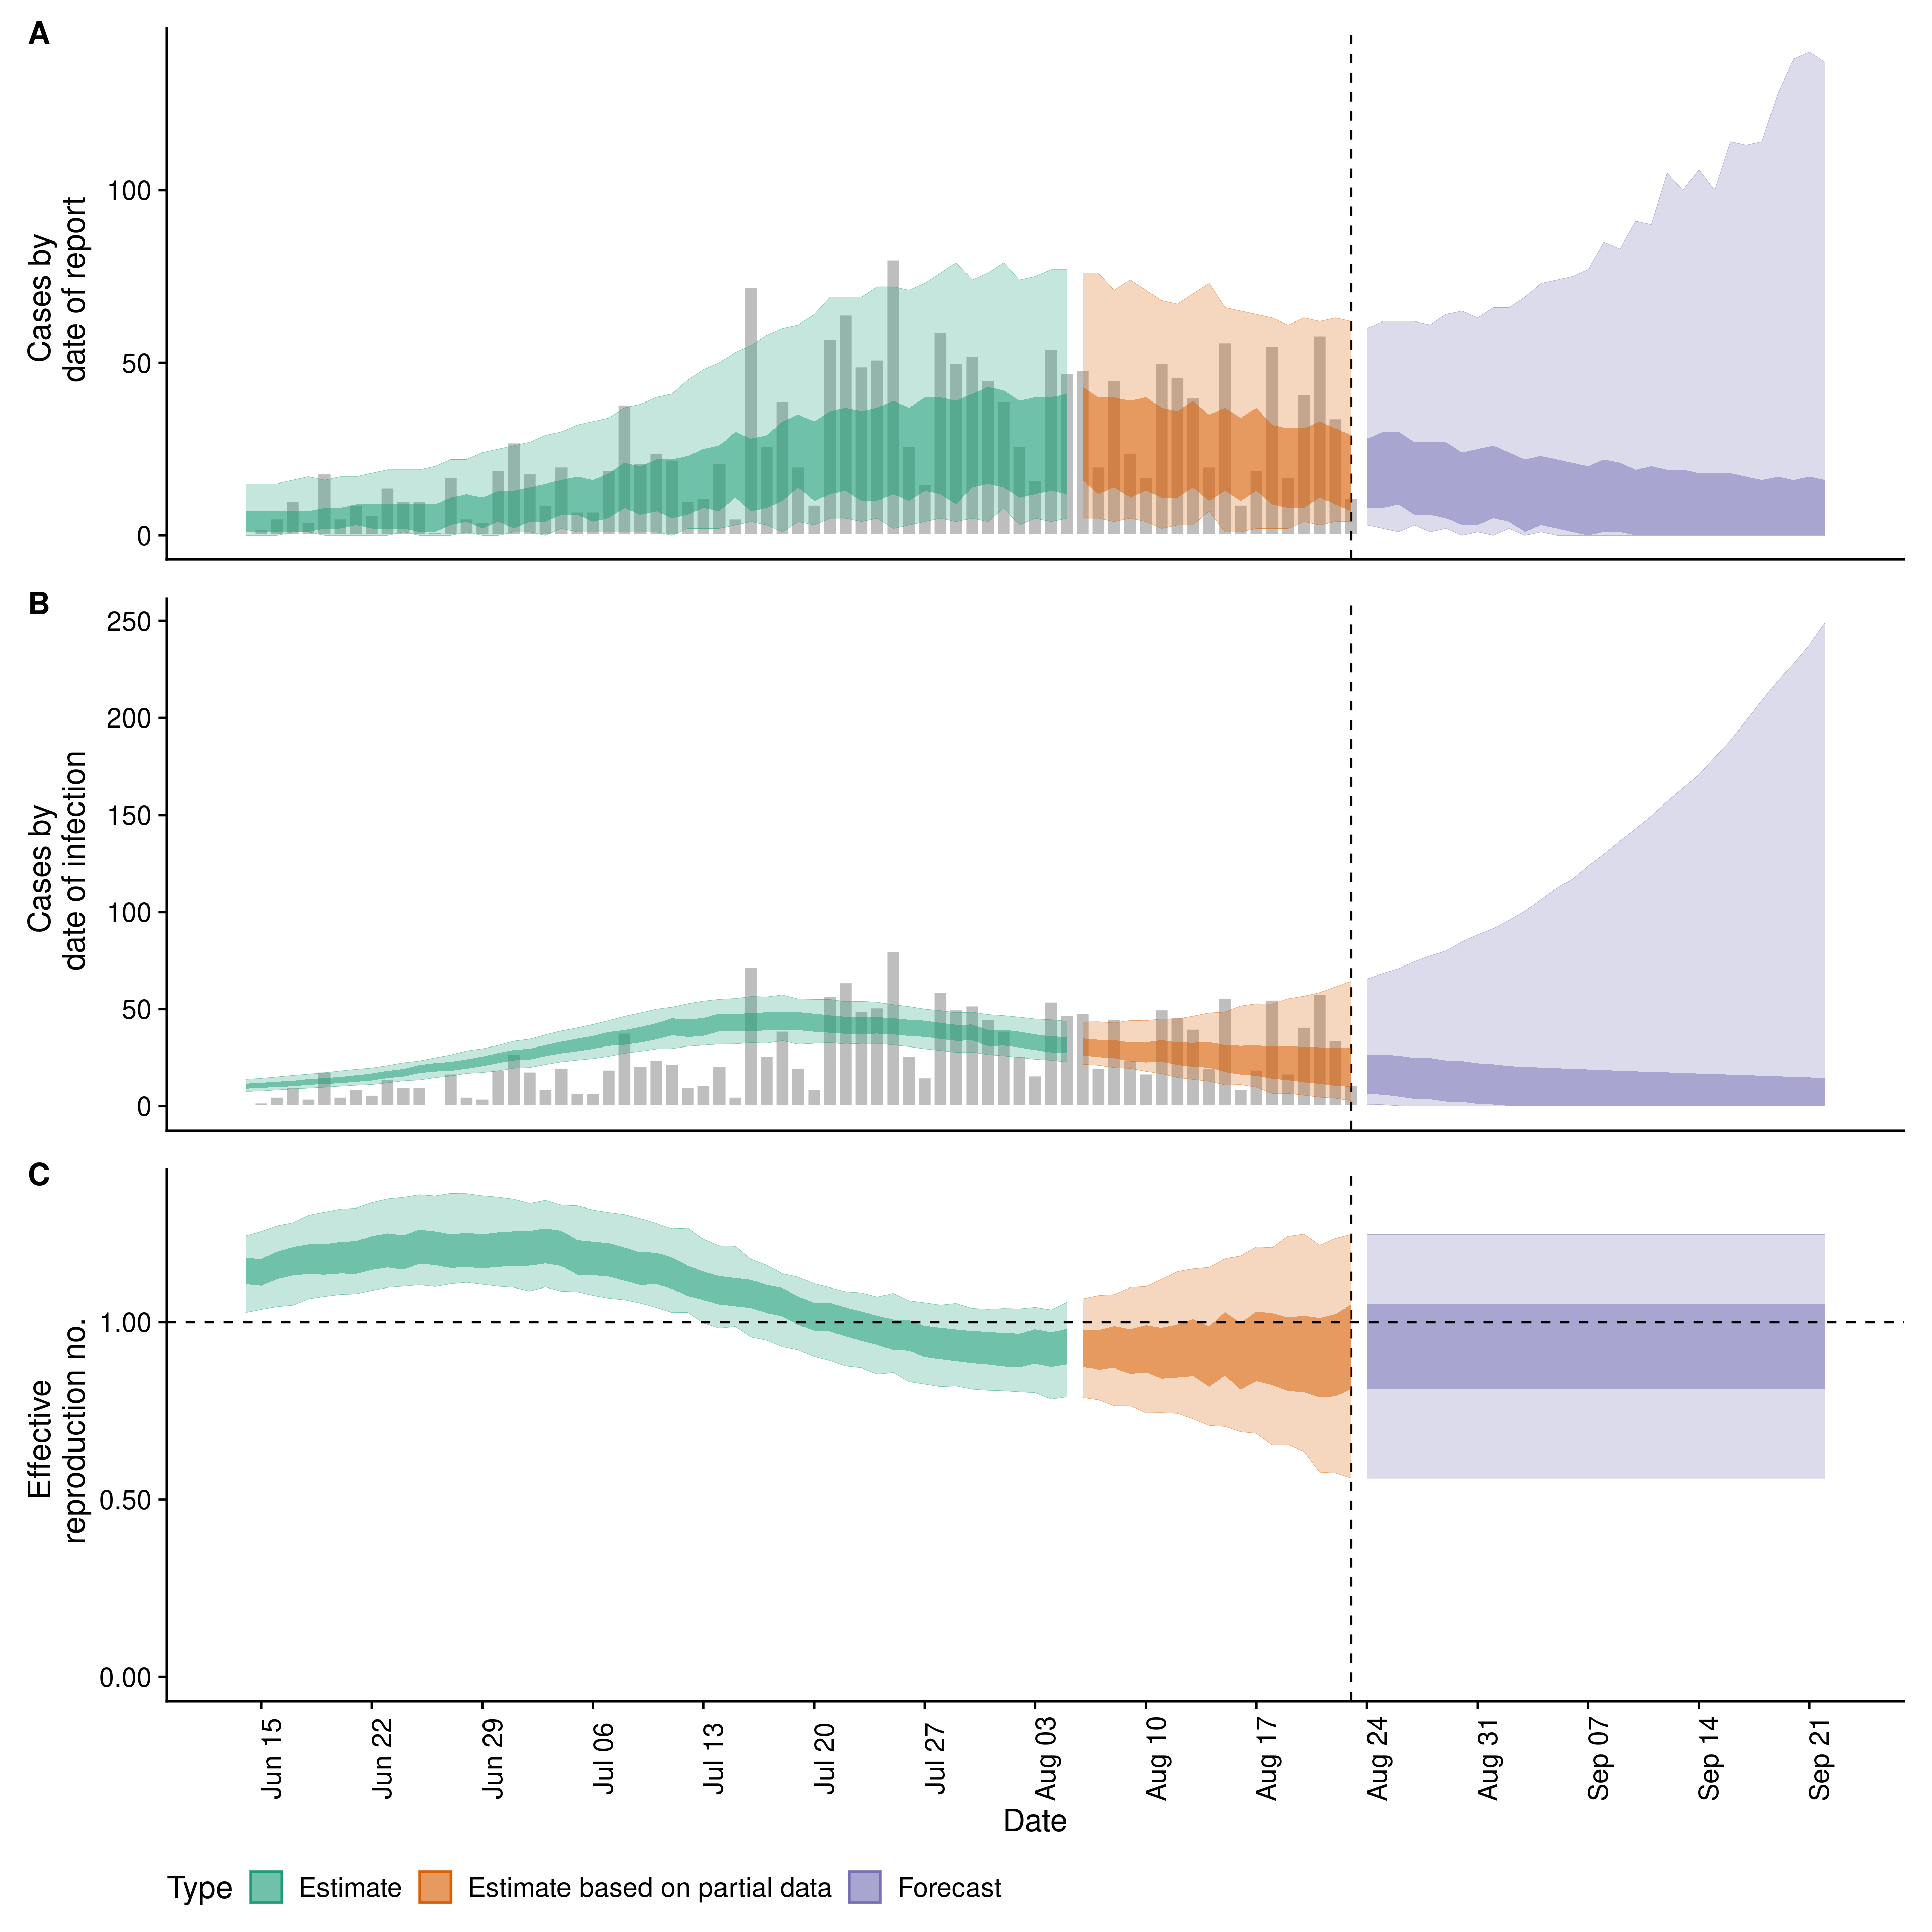 A
Cases by
date of report
100
50
0
B
Cases by
date of infection
250
200
150
100
50
0
C
Effective
reproduction no.
1.00
0.50
0.00
Jun 15
Jun 22
Jun 29
Jul 06
Jul 13
Jul 20
Jul 27
Aug 03
Aug 10
Aug 17
Aug 24
Aug 31
Sep 07
Sep 14
Sep 21
Date
Type Estimate Estimate based on partial data Forecast